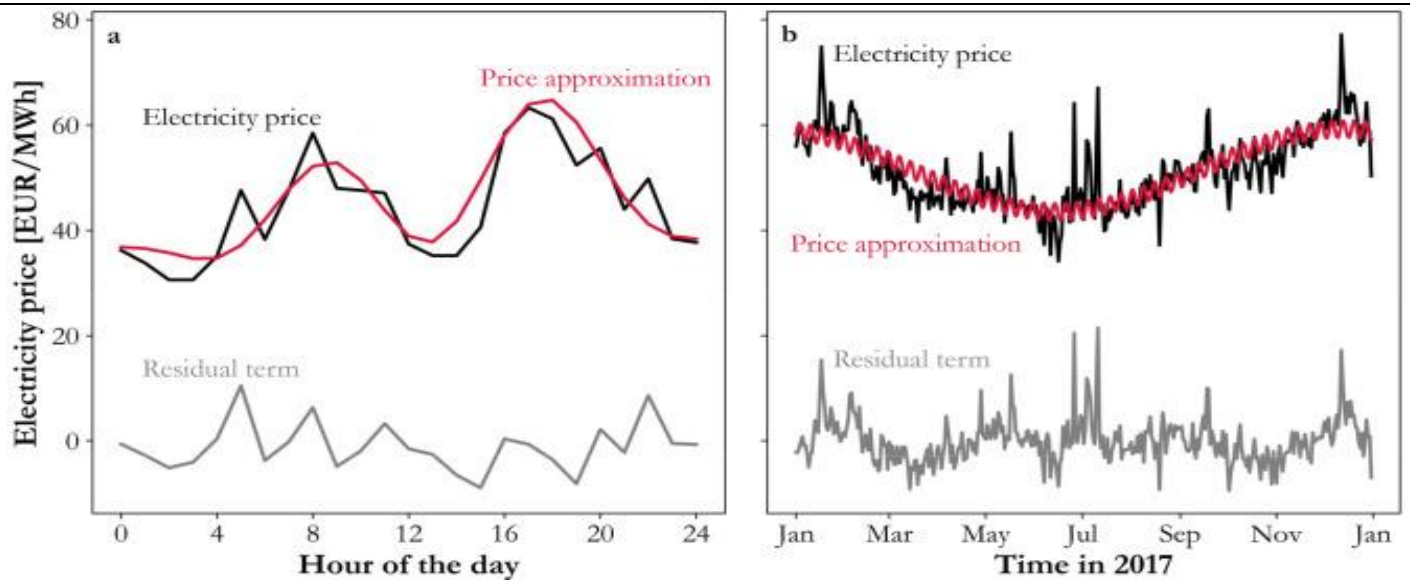 Electricity price [EUR/MWh]
80
60
40
20
0
a
Price approximation
Electricity price
Residual term
0
4
8
12
16
20
24
Hour of the day
b
Electricity price
Price approximation
Residual term
Jan
Mar
May
Jul
Sep
Nov
Jan
Time in 2017